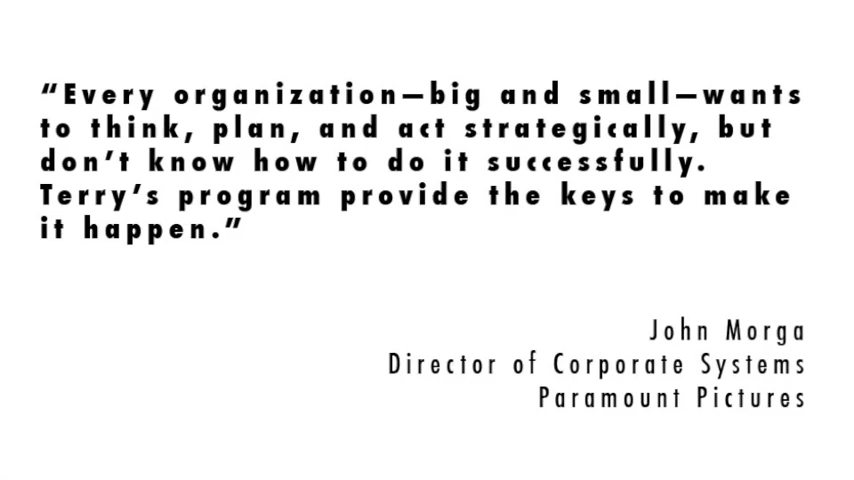 “Every organization—big and small—wants
to think, plan, and act strategically, but
don’t know how to do it successfully.
Terry’s program provide the keys to make
it happen.”
John Morga
Director of Corporate Systems
Paramount Pictures